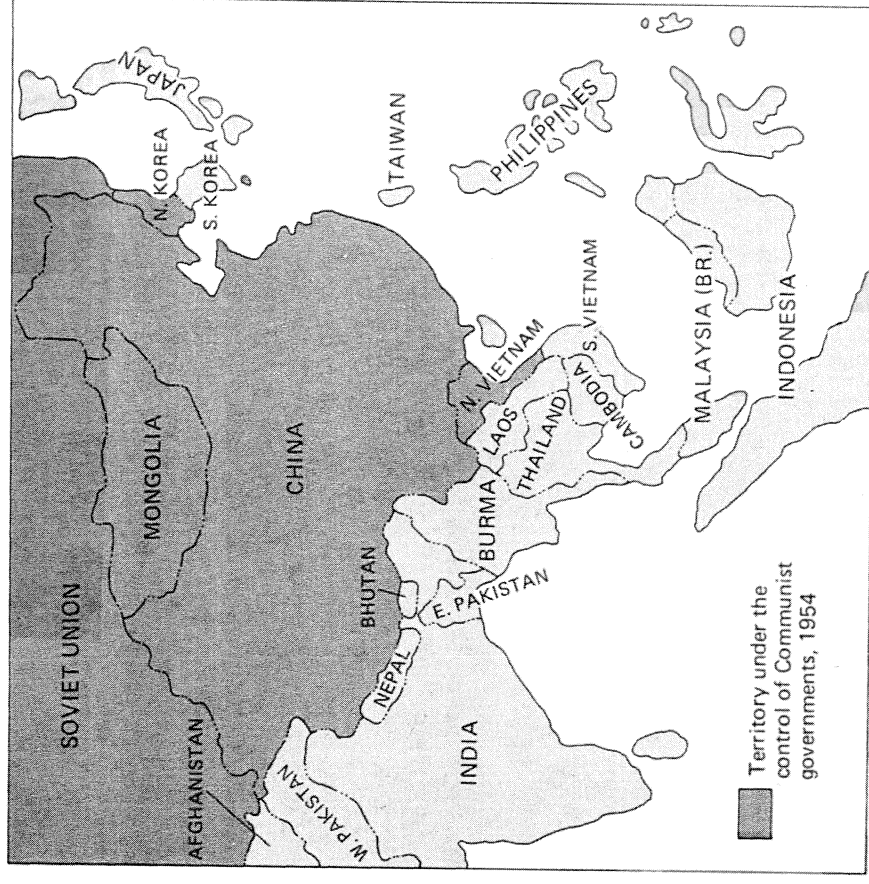 SOVIET UNION
MONGOLIA
CHINA
N. KOREA
S. KOREA
JAPAN
TAIWAN
PHILIPPINES
AFGHANISTAN
W. PAKISTAN
NEPAL
BHUTAN
E. PAKISTAN
INDIA
BURMA
N. VIETNAM
LAOS
THAILAND
CAMBODIA
S. VIETNAM
MALAYSIA (BR.)
INDONESIA
Territory under the
control of Communist
governments, 1954